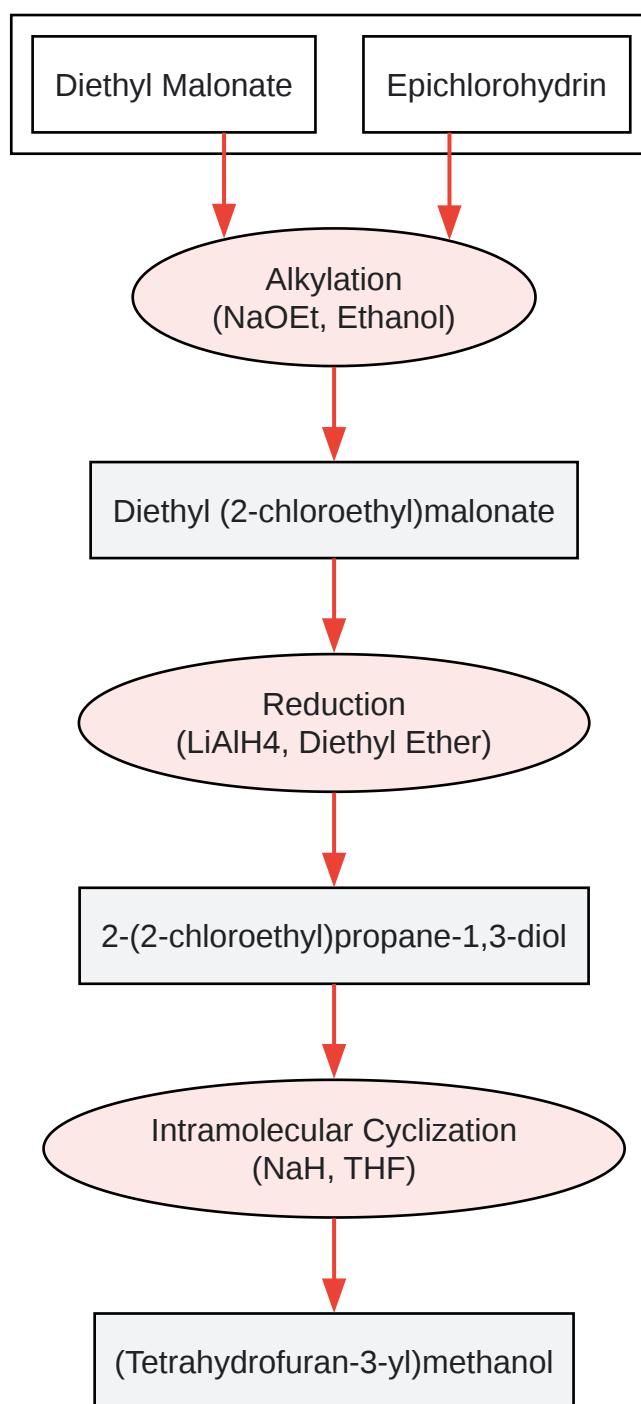 Diethyl Malonate
Epichlorohydrin
Alkylation
(NaOEt, Ethanol)
Diethyl (2-chloroethyl)malonate
Reduction
(LiAlH4, Diethyl Ether)
2-(2-chloroethyl)propane-1,3-diol
Intramolecular Cyclization
(NaH, THF)
(Tetrahydrofuran-3-yl)methanol